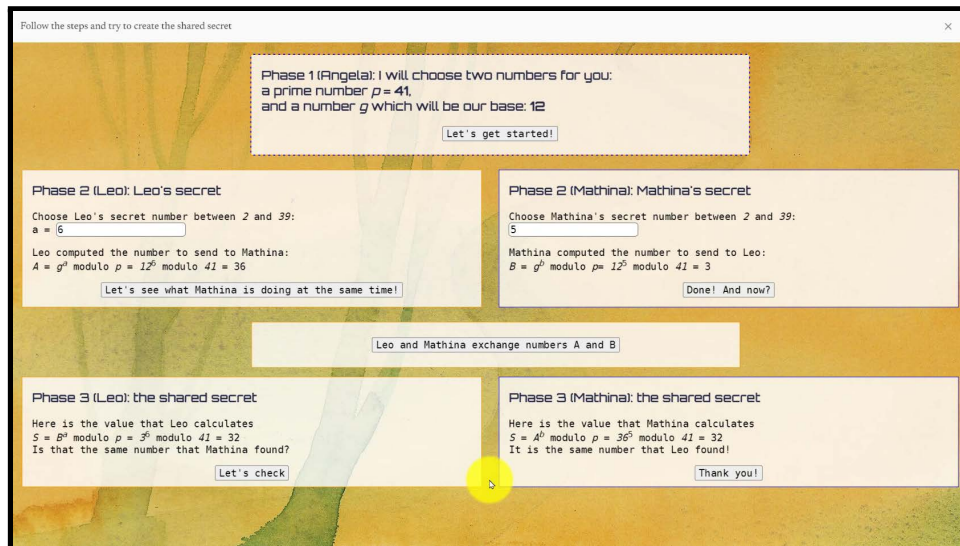 Follow the steps and try to create the shared secret
×
Phase 1 (Angela): I will choose two numbers for you:
a prime number p = 41,
and a number g which will be our base: 12
Let's get started!
Phase 2 (Leo): Leo's secret
Choose Leo's secret number between 2 and 39:
a = 6
Leo computed the number to send to Mathina:
A = gᵃ modulo p = 12⁶ modulo 41 = 36
Let's see what Mathina is doing at the same time!
Phase 2 (Mathina): Mathina's secret
Choose Mathina's secret number between 2 and 39:
5
Mathina computed the number to send to Leo:
B = gᵇ modulo p= 12⁵ modulo 41 = 3
Done! And now?
Leo and Mathina exchange numbers A and B
Phase 3 (Leo): the shared secret
Here is the value that Leo calculates
S = Bᵃ modulo p = 3⁶ modulo 41 = 32
Is that the same number that Mathina found?
Let's check
Phase 3 (Mathina): the shared secret
Here is the value that Mathina calculates
S = Aᵇ modulo p = 36⁵ modulo 41 = 32
It is the same number that Leo found!
Thank you!